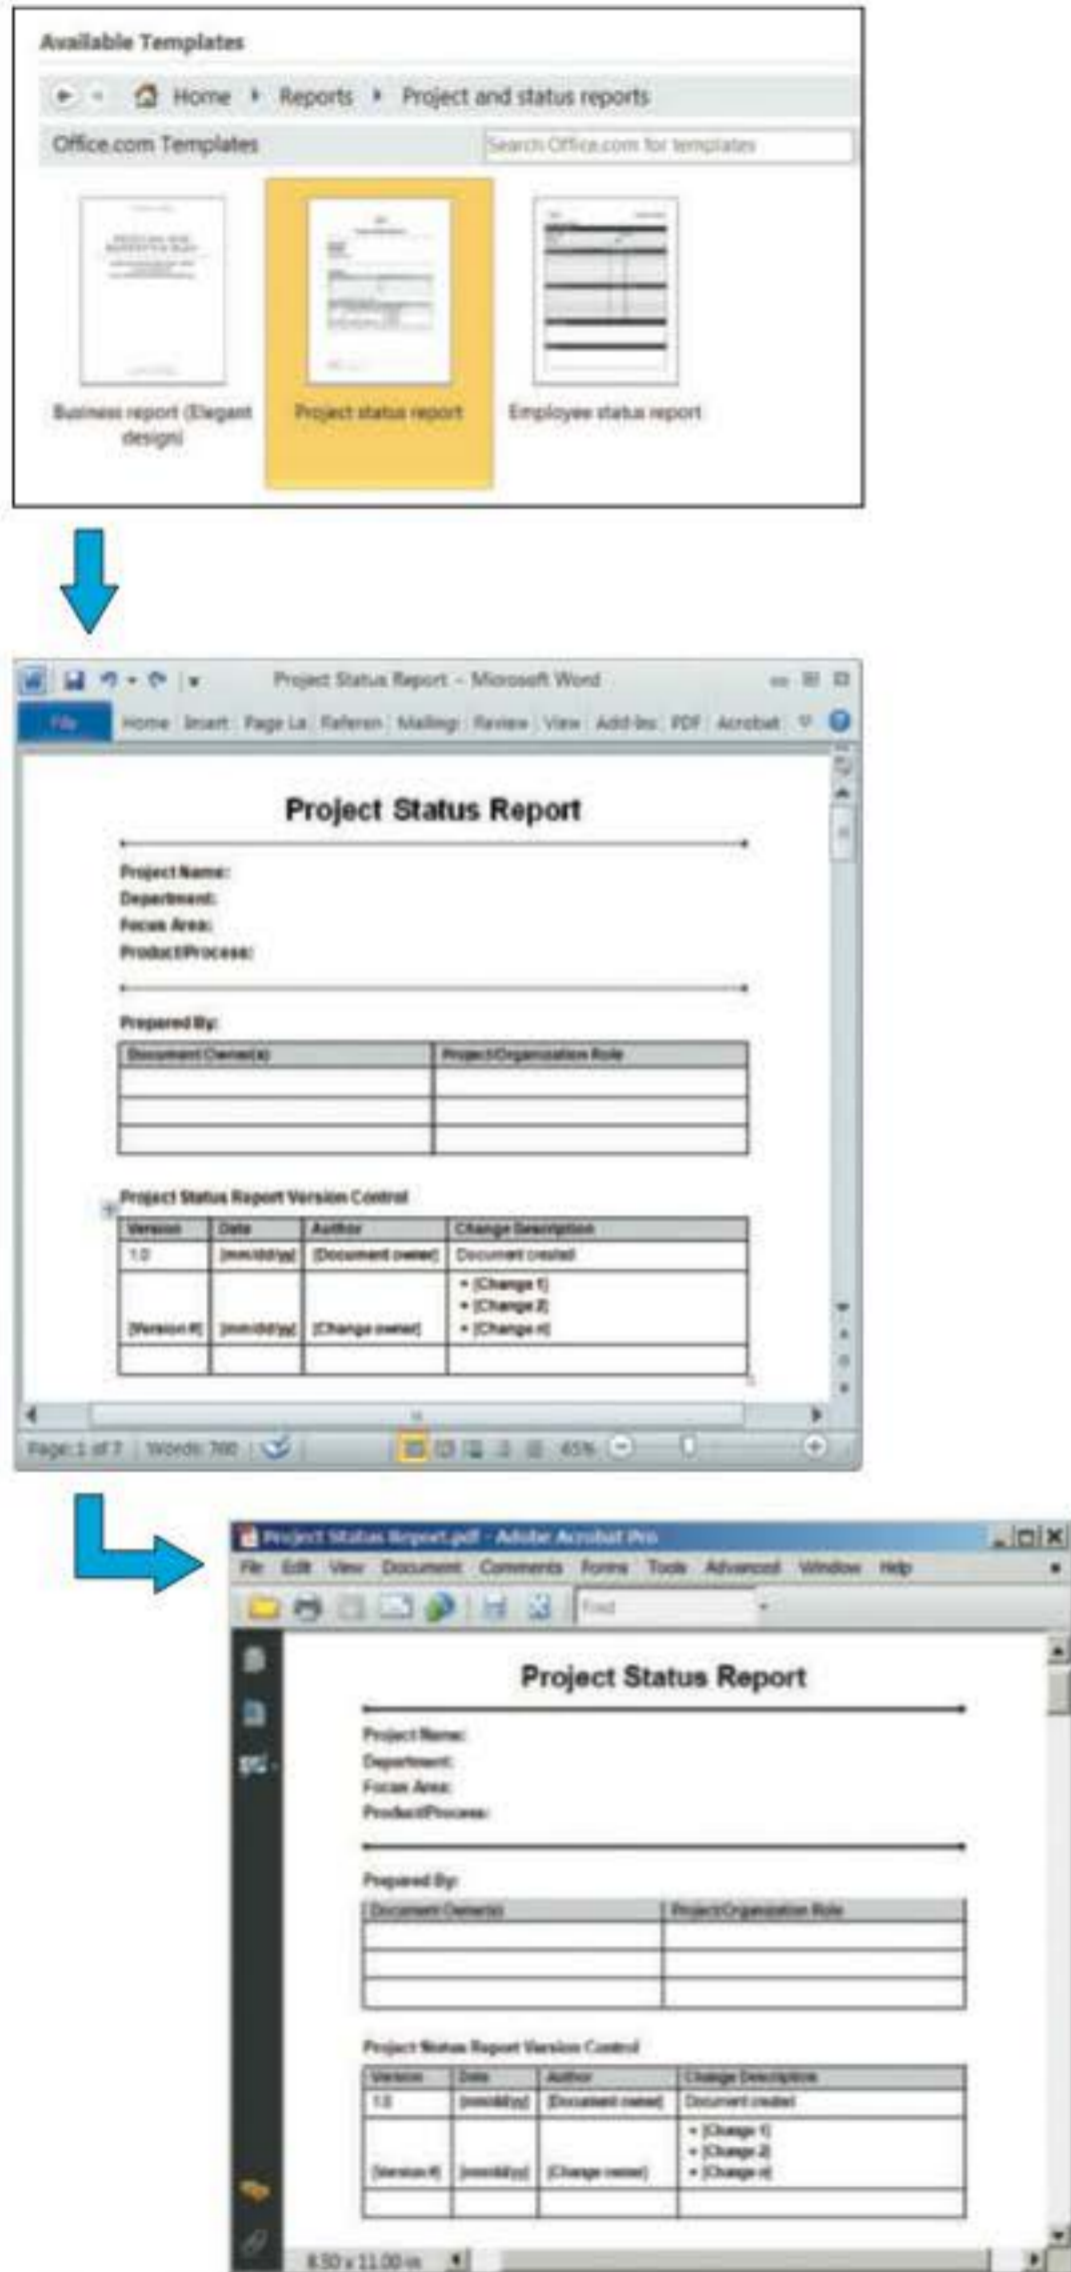 Available Templates
Home Reports Project and status reports
Office.com Templates
Search Office.com for templates
Business report (Elegant design)
Project status report
Employee status report
Project Status Report - Microsoft Word
File Home Insert Page La Referen Mailings Review View Add-Ins PDF Acrobat
Project Status Report
Project Name:
Department:
Focus Area:
Product/Process:
Prepared By:
Document Owner(s) Project/Organization Role
Project Status Report Version Control
Version Date Author Change Description
1.0 [mm/dd/yy] [Document owner] Document created
• [Change 1]
• [Change 2]
[Version #] [mm/dd/yy] [Change owner] • [Change n]
Page: 1 of 7 Words: 760 65%
Project Status Report.pdf - Adobe Acrobat Pro
File Edit View Document Comments Forms Tools Advanced Window Help
Find
Project Status Report
Project Name:
Department:
Focus Area:
Product/Process:
Prepared By:
Document Owner(s) Project/Organization Role
Project Status Report Version Control
Version Date Author Change Description
1.0 [mm/dd/yy] [Document owner] Document created
• [Change 1]
• [Change 2]
[Version #] [mm/dd/yy] [Change owner] • [Change n]
8.50 x 11.00 in